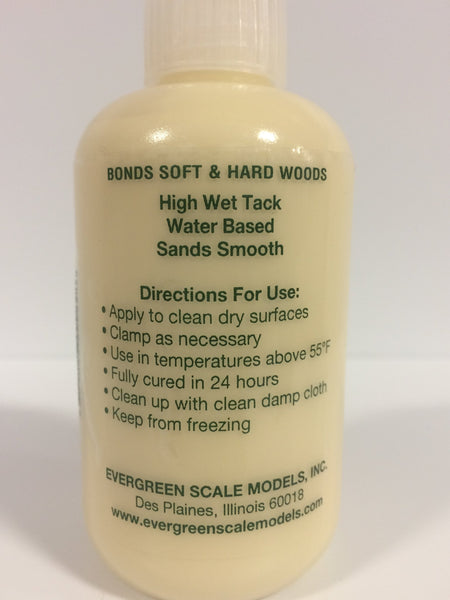 BONDS SOFT & HARD WOODS
High Wet Tack
Water Based
Sands Smooth
Directions For Use:
• Apply to clean dry surfaces
• Clamp as necessary
• Use in temperatures above 55°F
• Fully cured in 24 hours
• Clean up with clean damp cloth
• Keep from freezing
EVERGREEN SCALE MODELS, INC.
Des Plaines, Illinois 60018
www.evergreenscalemodels.com